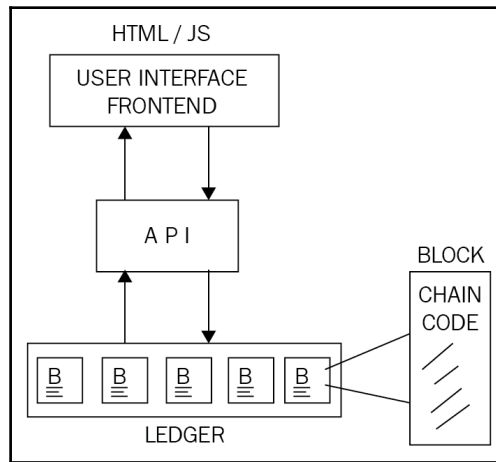 HTML / JS
USER INTERFACE
FRONTEND
A P I
BLOCK
CHAIN
CODE
B
B
B
B
B
LEDGER